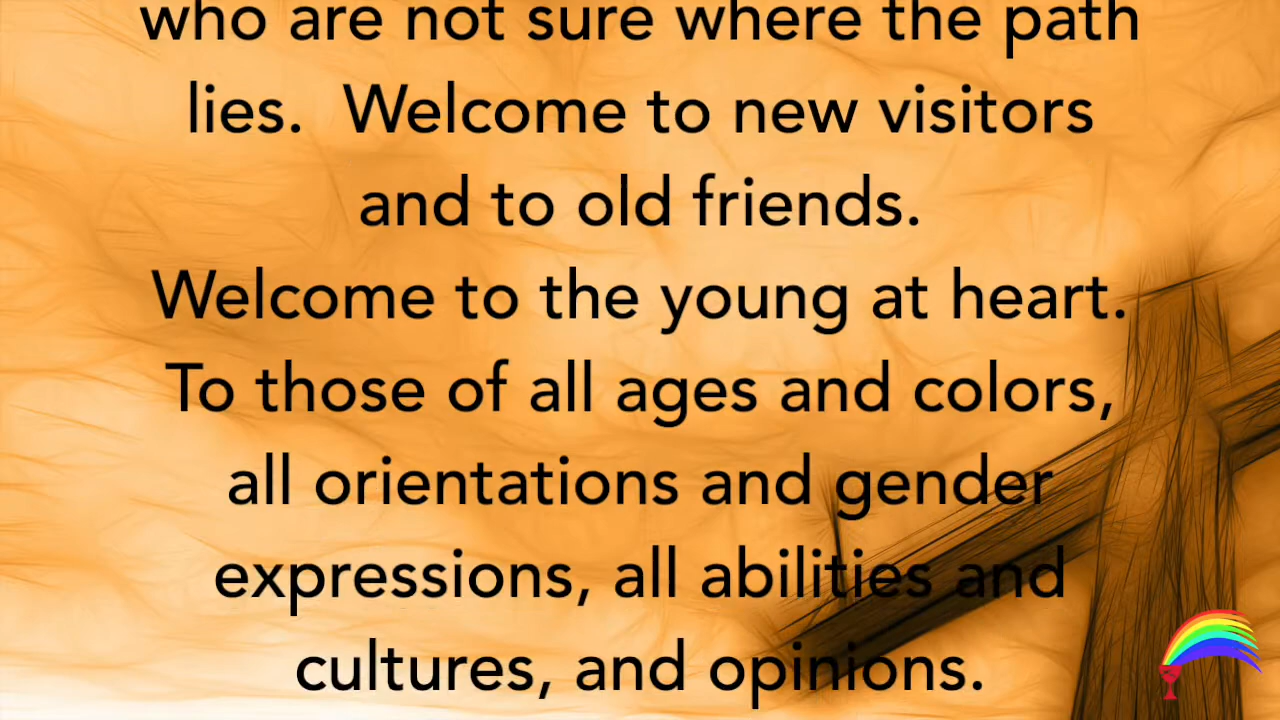 who are not sure where the path
lies. Welcome to new visitors
and to old friends.
Welcome to the young at heart.
To those of all ages and colors,
all orientations and gender
expressions, all abilities and
cultures, and opinions.